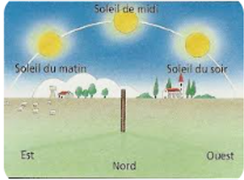 Soleil de midi
Soleil du matin
Soleil du soir
Est
Ouest
Nord